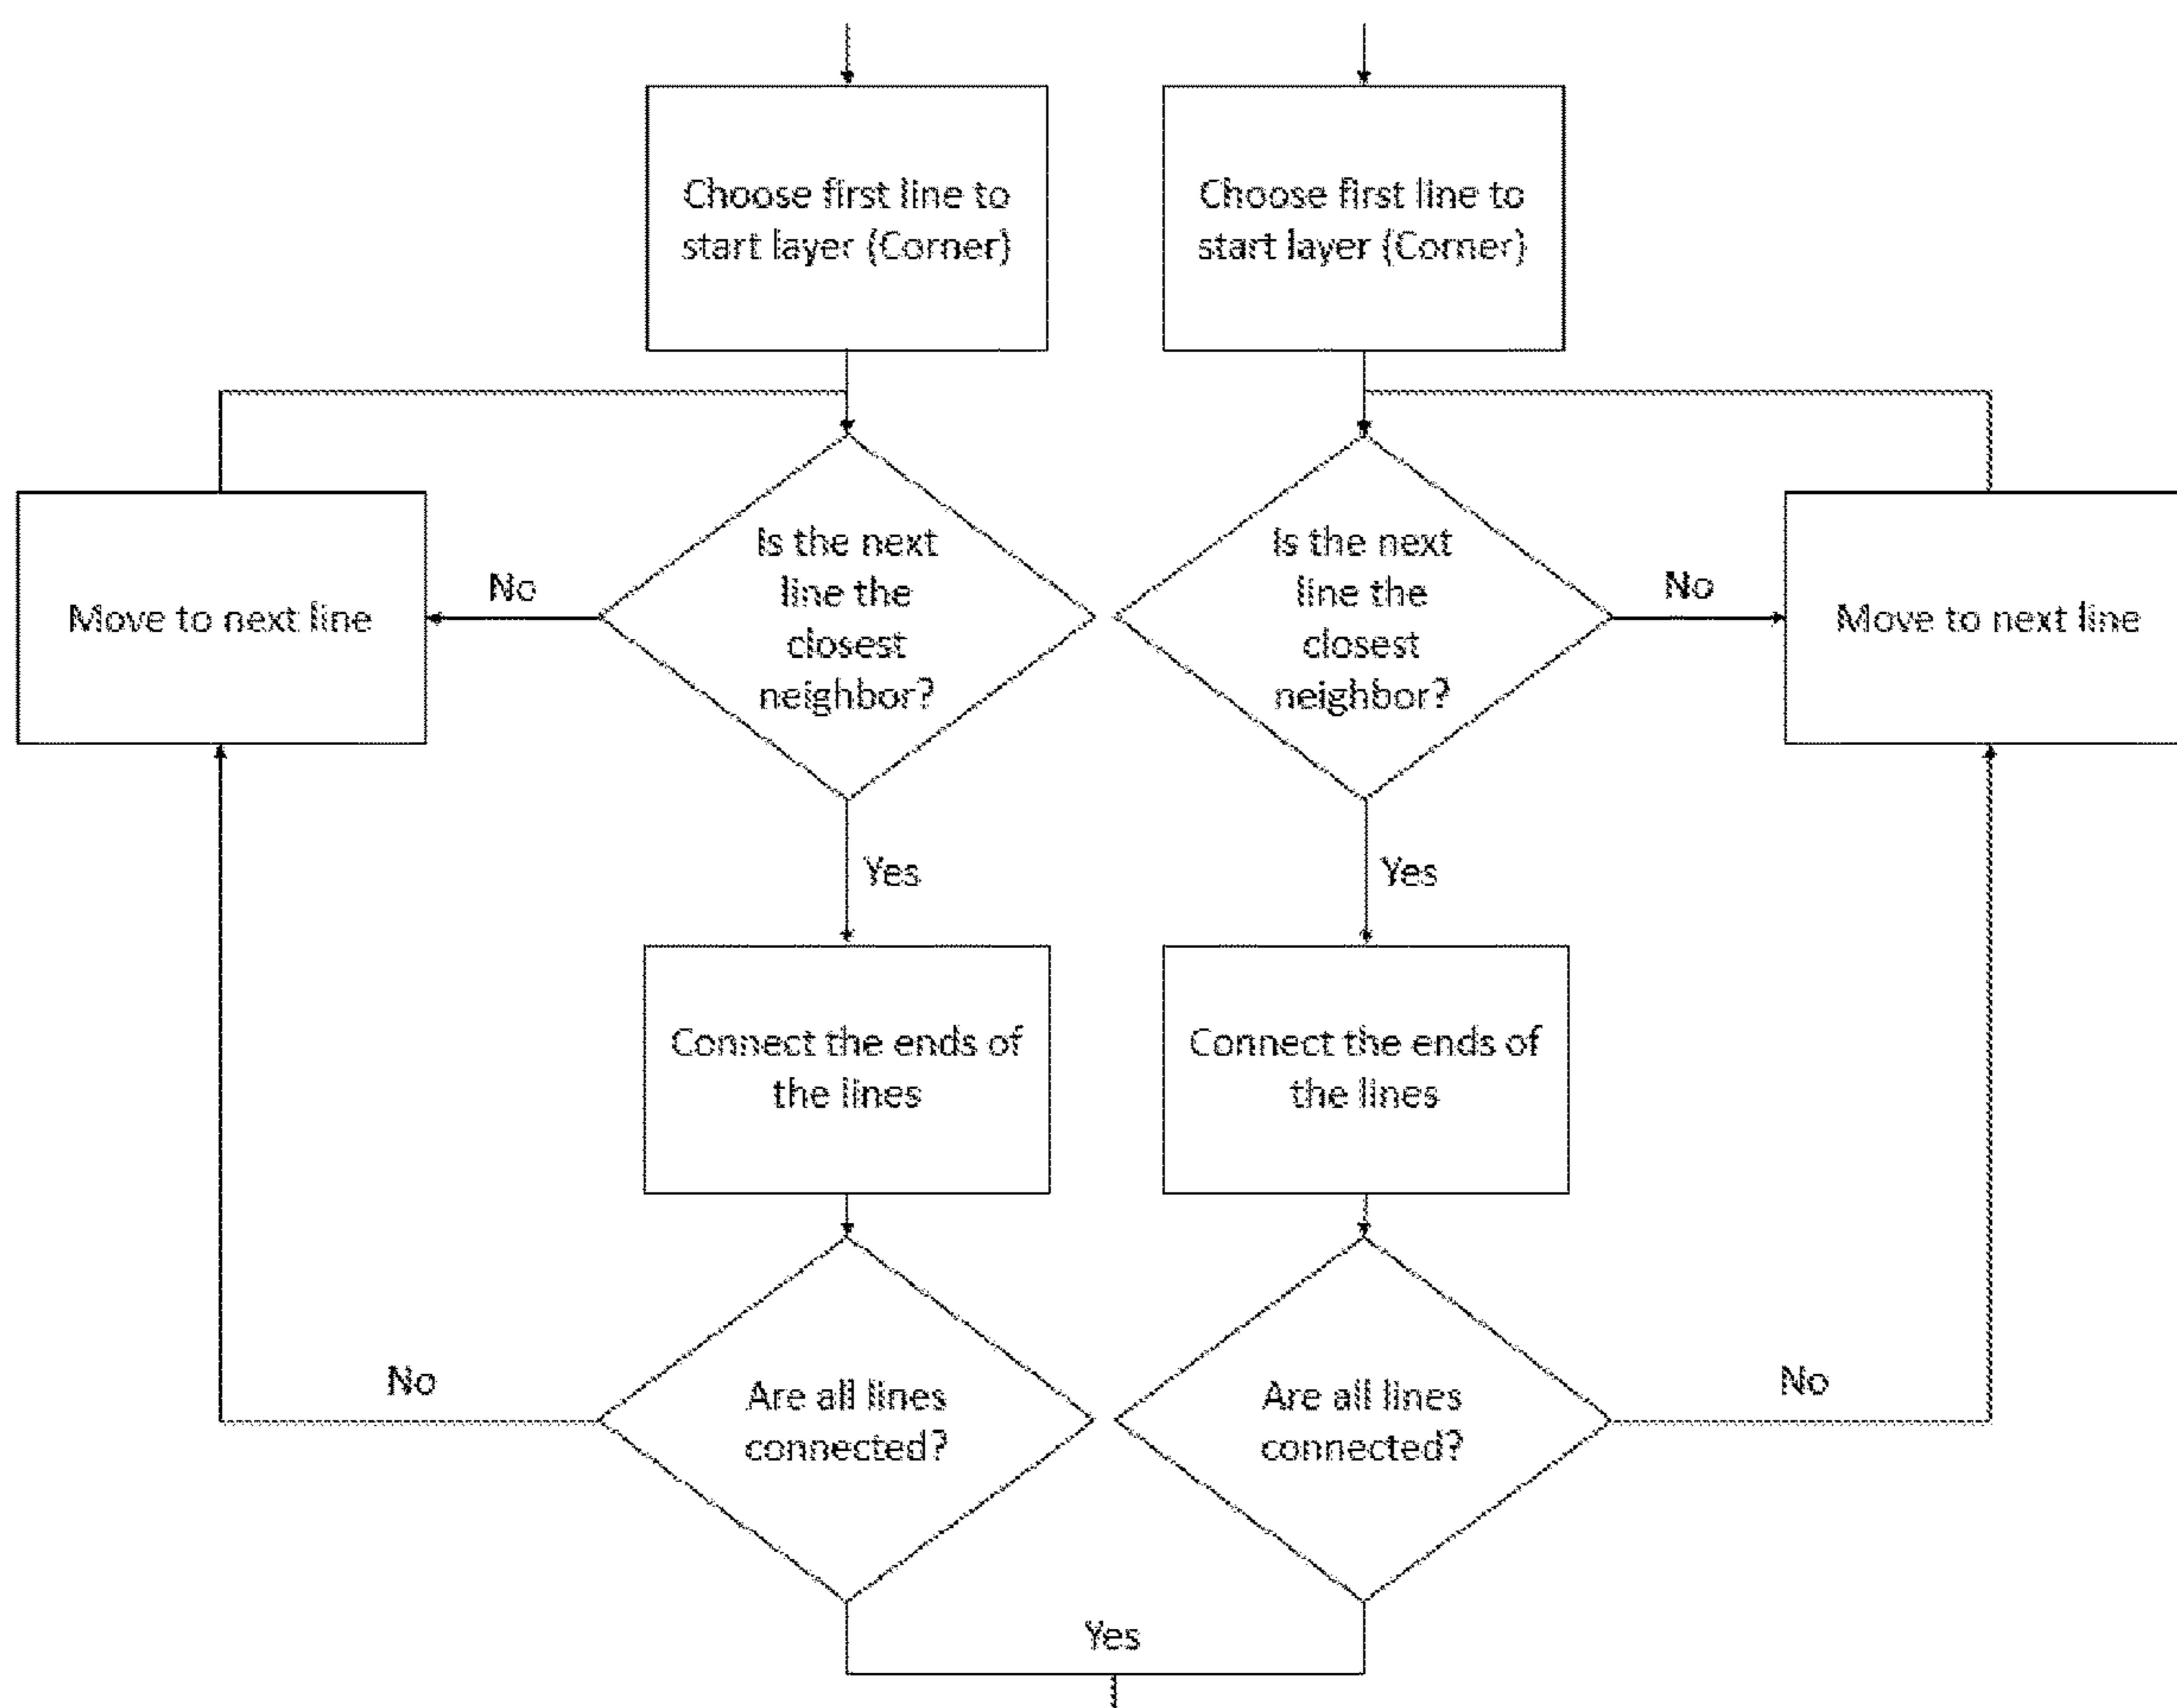 Choose first line to
start layer (Corner)
Choose first line to
start layer (Corner)
Is the next
line the
closest
neighbor?
No
Move to next line
Is the next
line the
closest
neighbor?
No
Move to next line
Yes
Yes
Connect the ends of
the lines
Connect the ends of
the lines
Are all lines
connected?
No
Are all lines
connected?
No
Yes